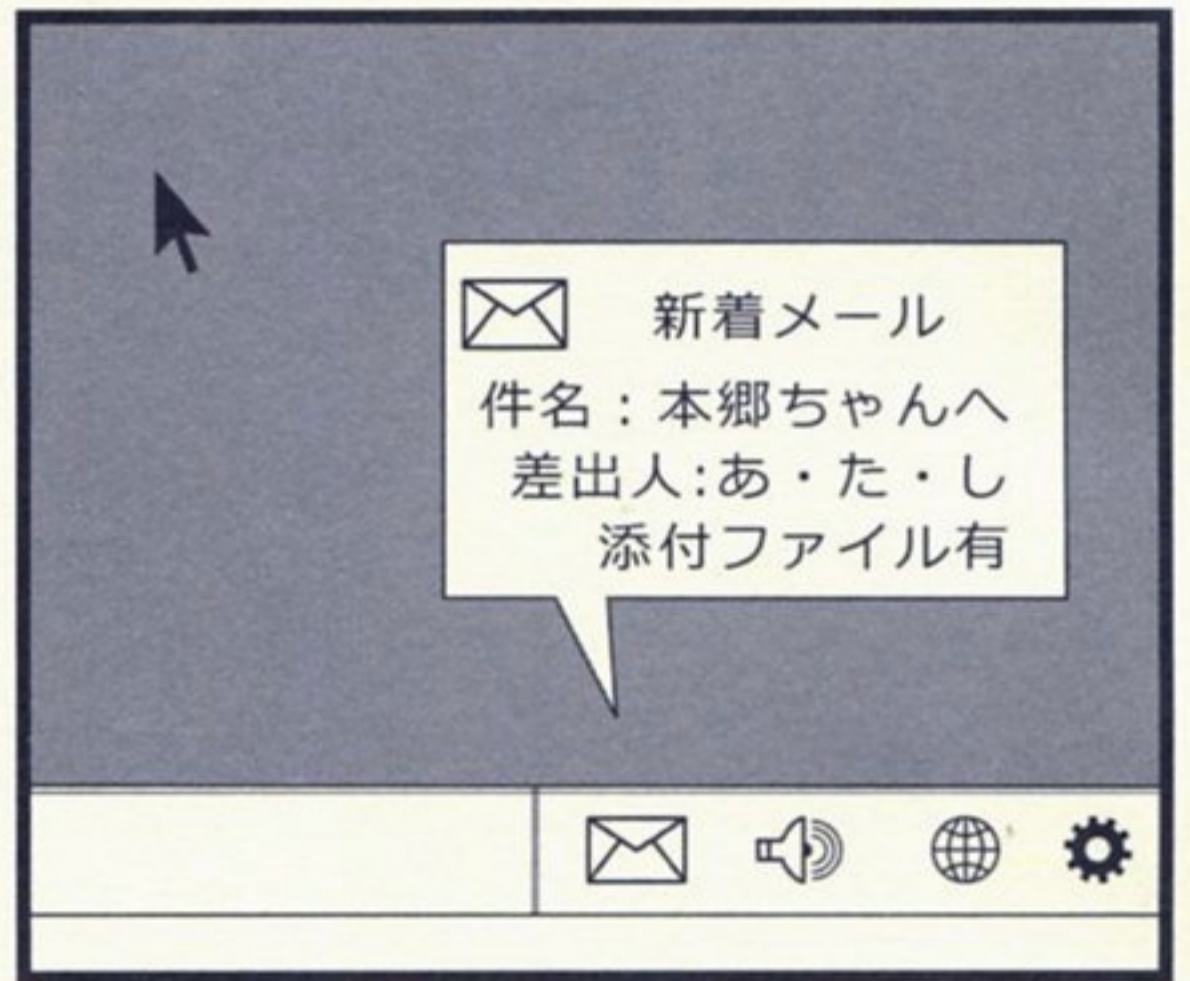 新着メール
件名：本郷ちゃんへ
差出人:あ・た・し
添付ファイル有